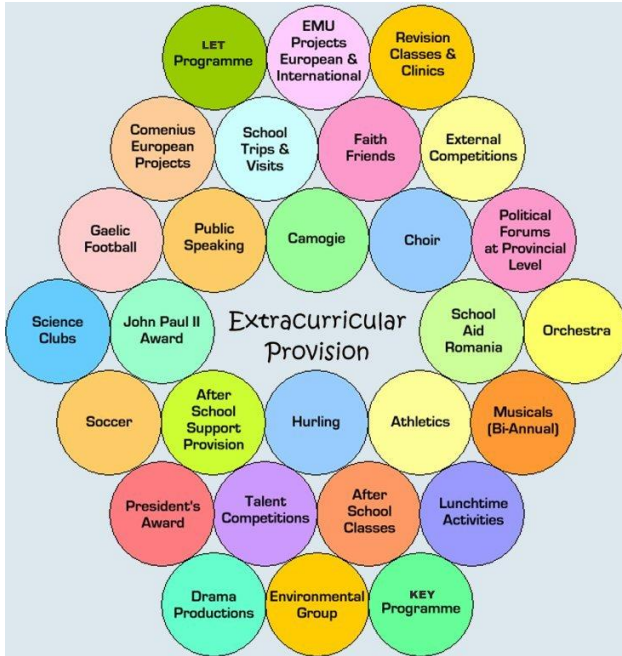 LET
Programme
EMU
Projects
European &
International
Revision
Classes &
Clinics
Comenius
European
Projects
School
Trips &
Visits
Faith
Friends
External
Competitions
Gaelic
Football
Public
Speaking
Camogie
Choir
Political
Forums
at Provincial
Level
Science
Clubs
John Paul II
Award
Extracurricular
Provision
School
Aid
Romania
Orchestra
Soccer
After
School
Support
Provision
Hurling
Athletics
Musicals
(Bi-Annual)
President's
Award
Talent
Competitions
After
School
Classes
Lunchtime
Activities
Drama
Productions
Environmental
Group
KEY
Programme